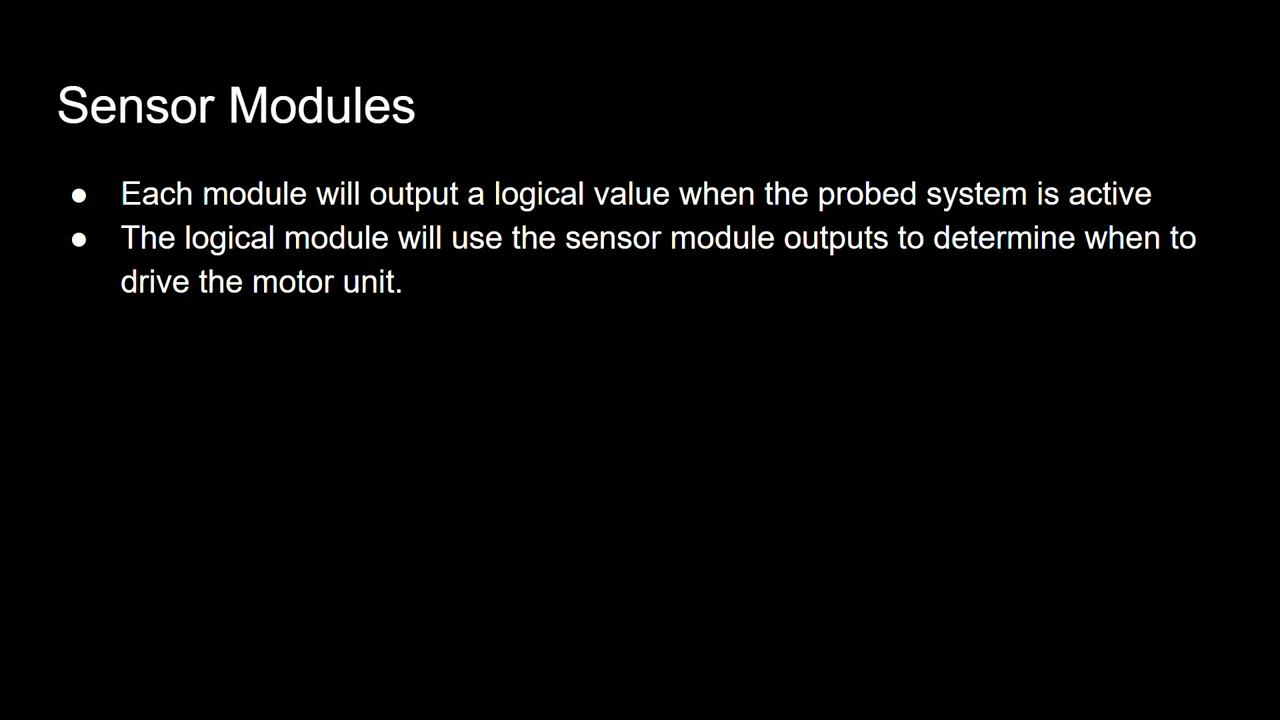 Sensor Modules
● Each module will output a logical value when the probed system is active
● The logical module will use the sensor module outputs to determine when to
drive the motor unit.